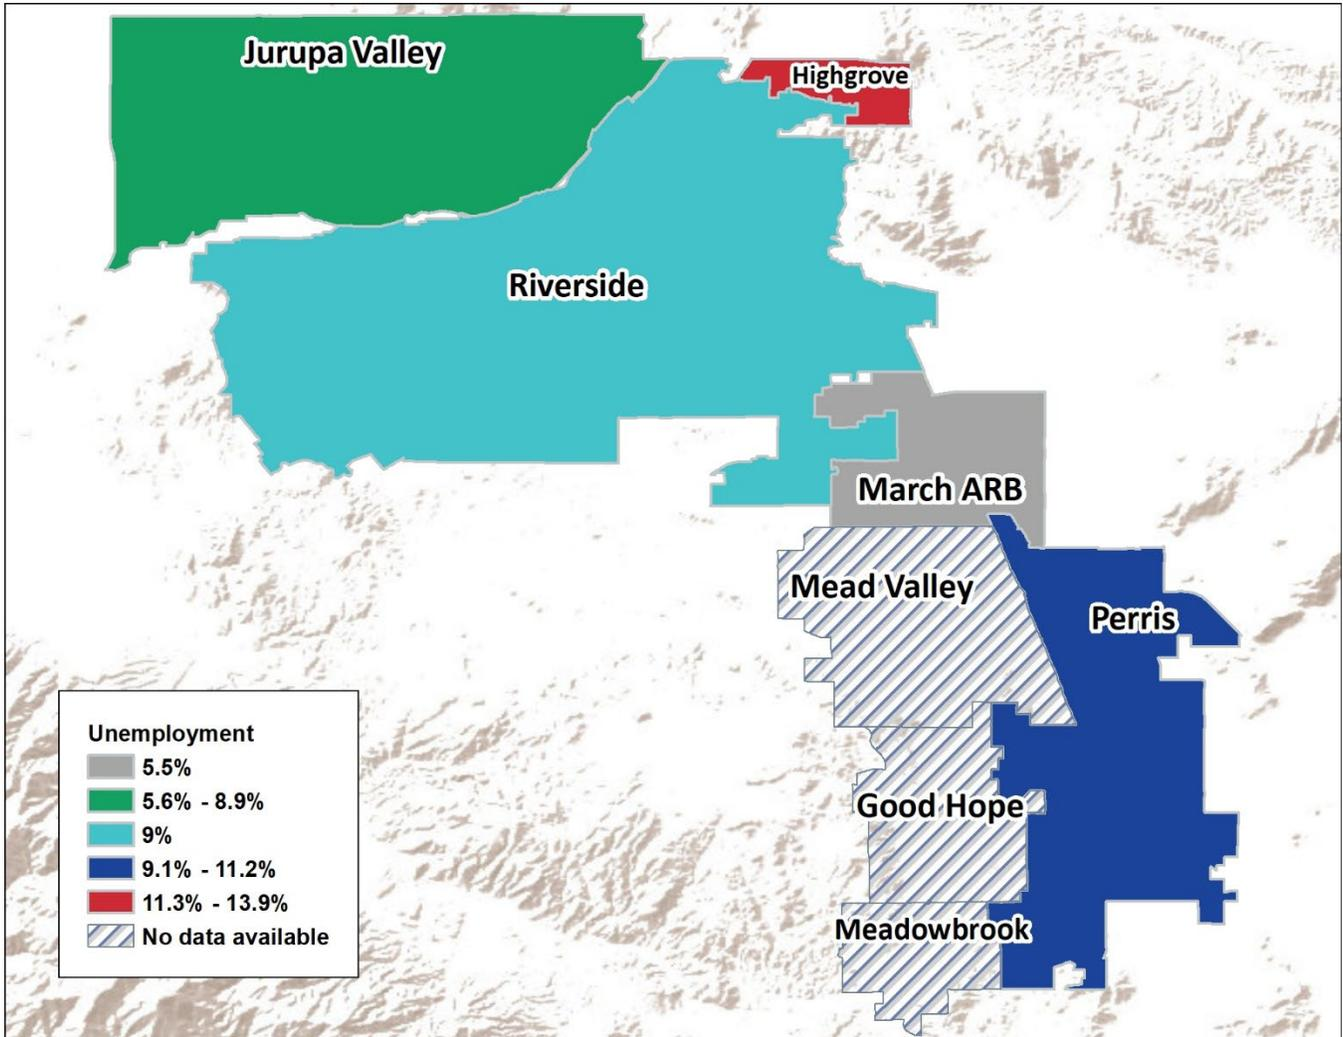 Jurupa Valley
Highgrove
Riverside
March ARB
Mead Valley
Perris
Good Hope
Meadowbrook
Unemployment
5.5%
5.6% - 8.9%
9%
9.1% - 11.2%
11.3% - 13.9%
No data available